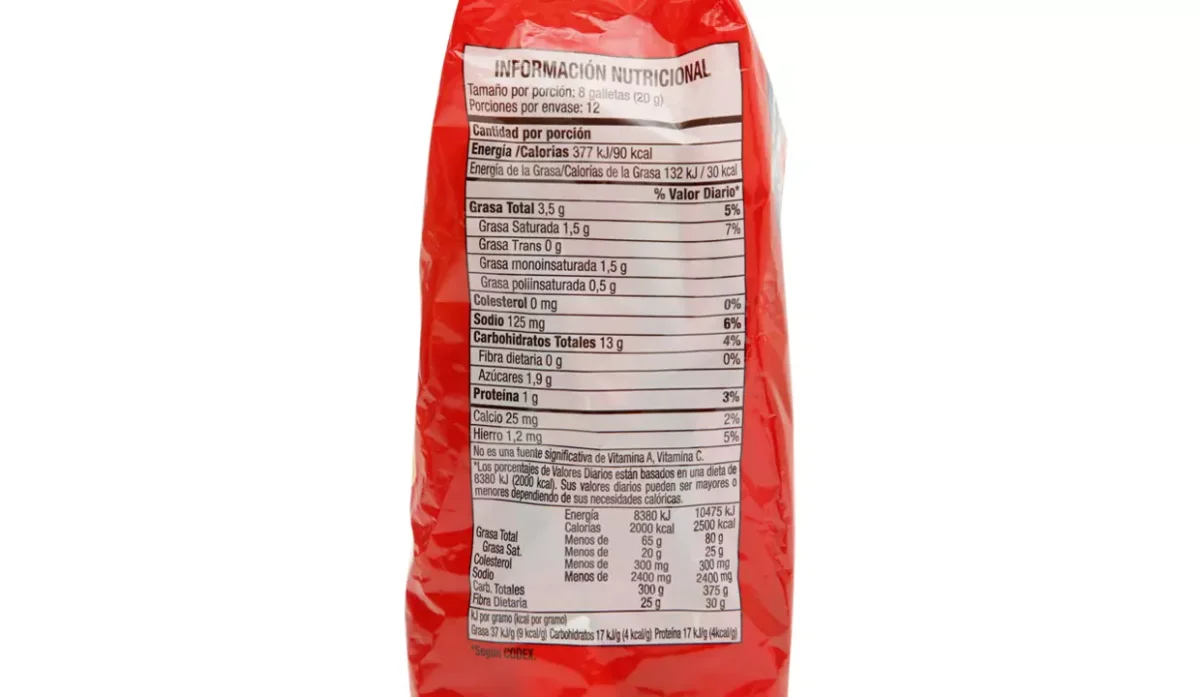 INFORMACIÓN NUTRICIONAL
Tamaño por porción: 8 galletas (20 g)
Porciones por envase: 12
Cantidad por porción
Energía /Calorias 377 kJ/90 kcal
Energía de la Grasa/Calorías de la Grasa 132 kJ / 30 kcal
% Valor Diario*
Grasa Total 3,5 g 5%
Grasa Saturada 1,5 g 7%
Grasa Trans 0 g
Grasa monoinsaturada 1,5 g
Grasa poliinsaturada 0,5 g
Colesterol 0 mg 0%
Sodio 125 mg 6%
Carbohidratos Totales 13 g 4%
Fibra dietaria 0 g 0%
Azúcares 1,9 g
Proteína 1 g 3%
Calcio 25 mg 2%
Hierro 1,2 mg 5%
No es una fuente significativa de Vitamina A, Vitamina C.
*Los porcentajes de Valores Diarios están basados en una dieta de
8380 kJ (2000 kcal). Sus valores diarios pueden ser mayores o
menores dependiendo de sus necesidades calóricas.
Energía 8380 kJ 10475 kJ
Calorías 2000 kcal 2500 kcal
Grasa Total Menos de 65 g 80 g
Grasa Sat. Menos de 20 g 25 g
Colesterol Menos de 300 mg 300 mg
Sodio Menos de 2400 mg 2400 mg
Carb. Totales 300 g 375 g
Fibra Dietaria 25 g 30 g
kJ por gramo (kcal por gramo)
Grasa 37 kJ/g (9 kcal/g) Carbohidratos 17 kJ/g (4 kcal/g) Proteína 17 kJ/g (4kcal/g)
*Según CODEX.